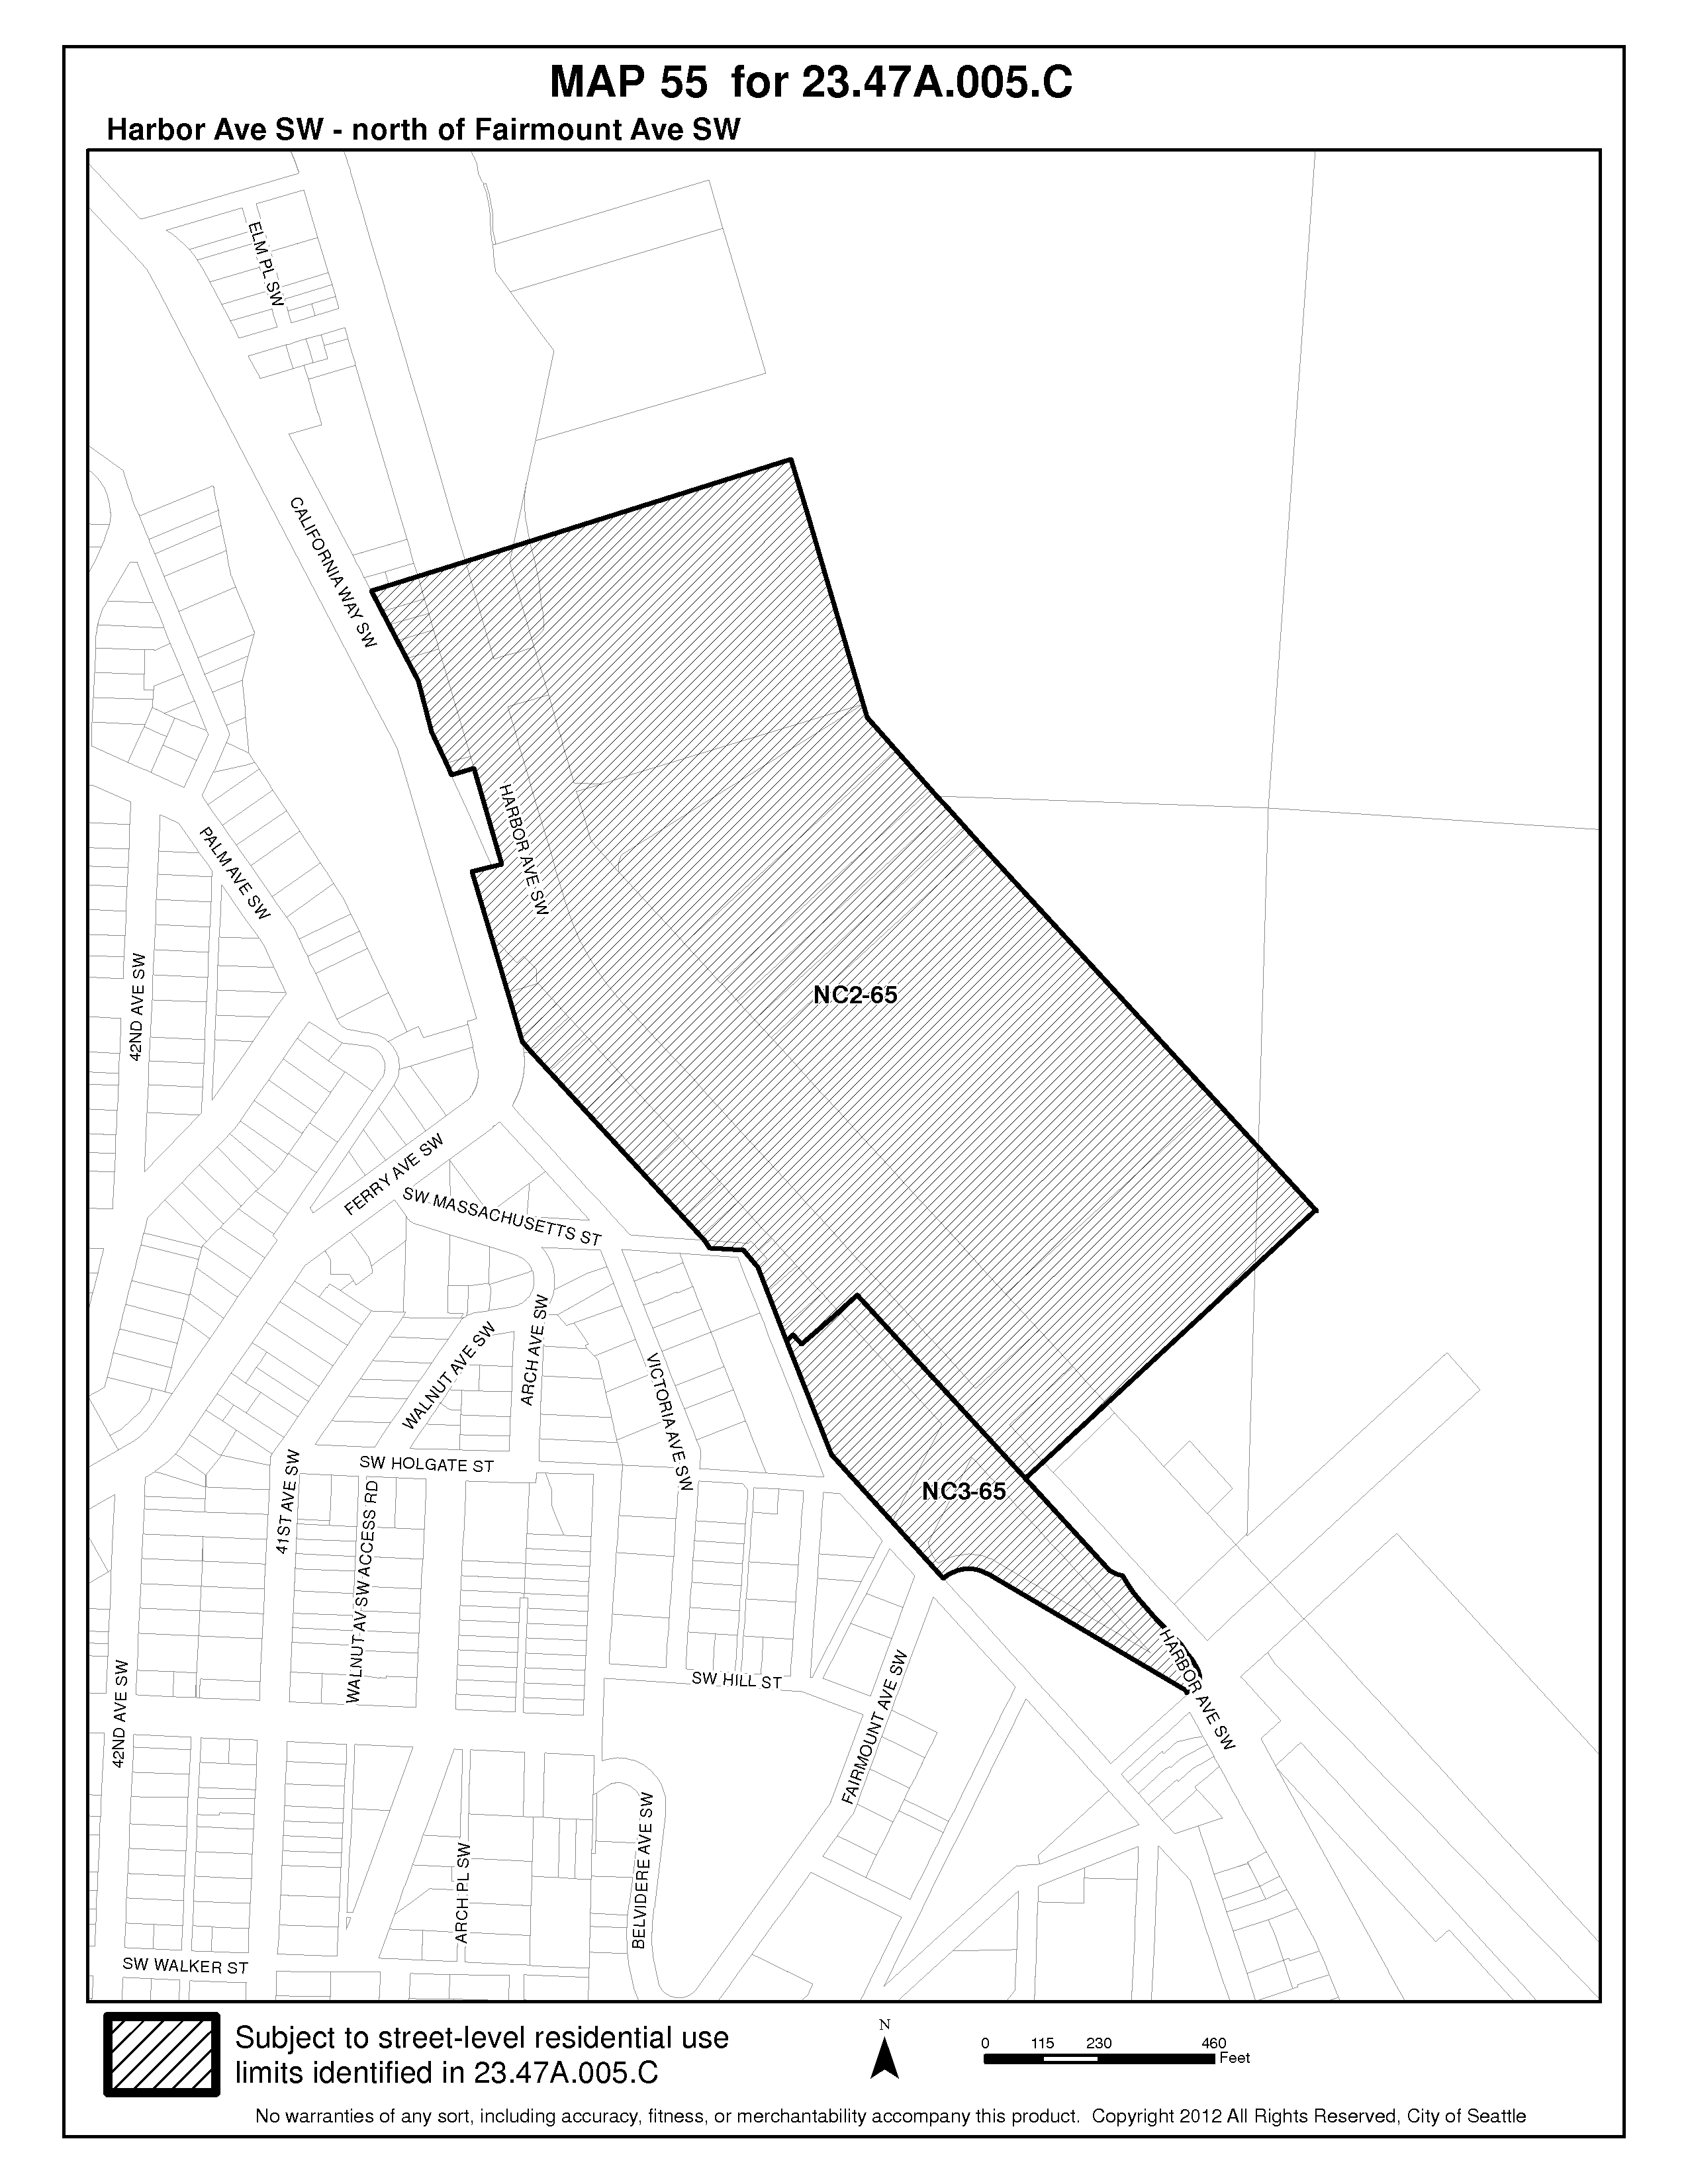 MAP 55 for 23.47A.005.C
Harbor Ave SW - north of Fairmount Ave SW
ELM PL SW
CALIFORNIA WAY SW
HARBOR AVE SW
PALM AVE SW
42ND AVE SW
NC2-65
FERRY AVE SW
SW MASSACHUSETTS ST
WALNUT AVE SW
ARCH AVE SW
VICTORIA AVE SW
SW HOLGATE ST
41ST AVE SW
WALNUT AV SW ACCESS RD
NC3-65
HARBOR AVE SW
SW HILL ST
42ND AVE SW
FAIRMOUNT AVE SW
BELVIDERE AVE SW
ARCH PL SW
SW WALKER ST
Subject to street-level residential use
limits identified in 23.47A.005.C
N
0 115 230 460
Feet
No warranties of any sort, including accuracy, fitness, or merchantability accompany this product. Copyright 2012 All Rights Reserved, City of Seattle